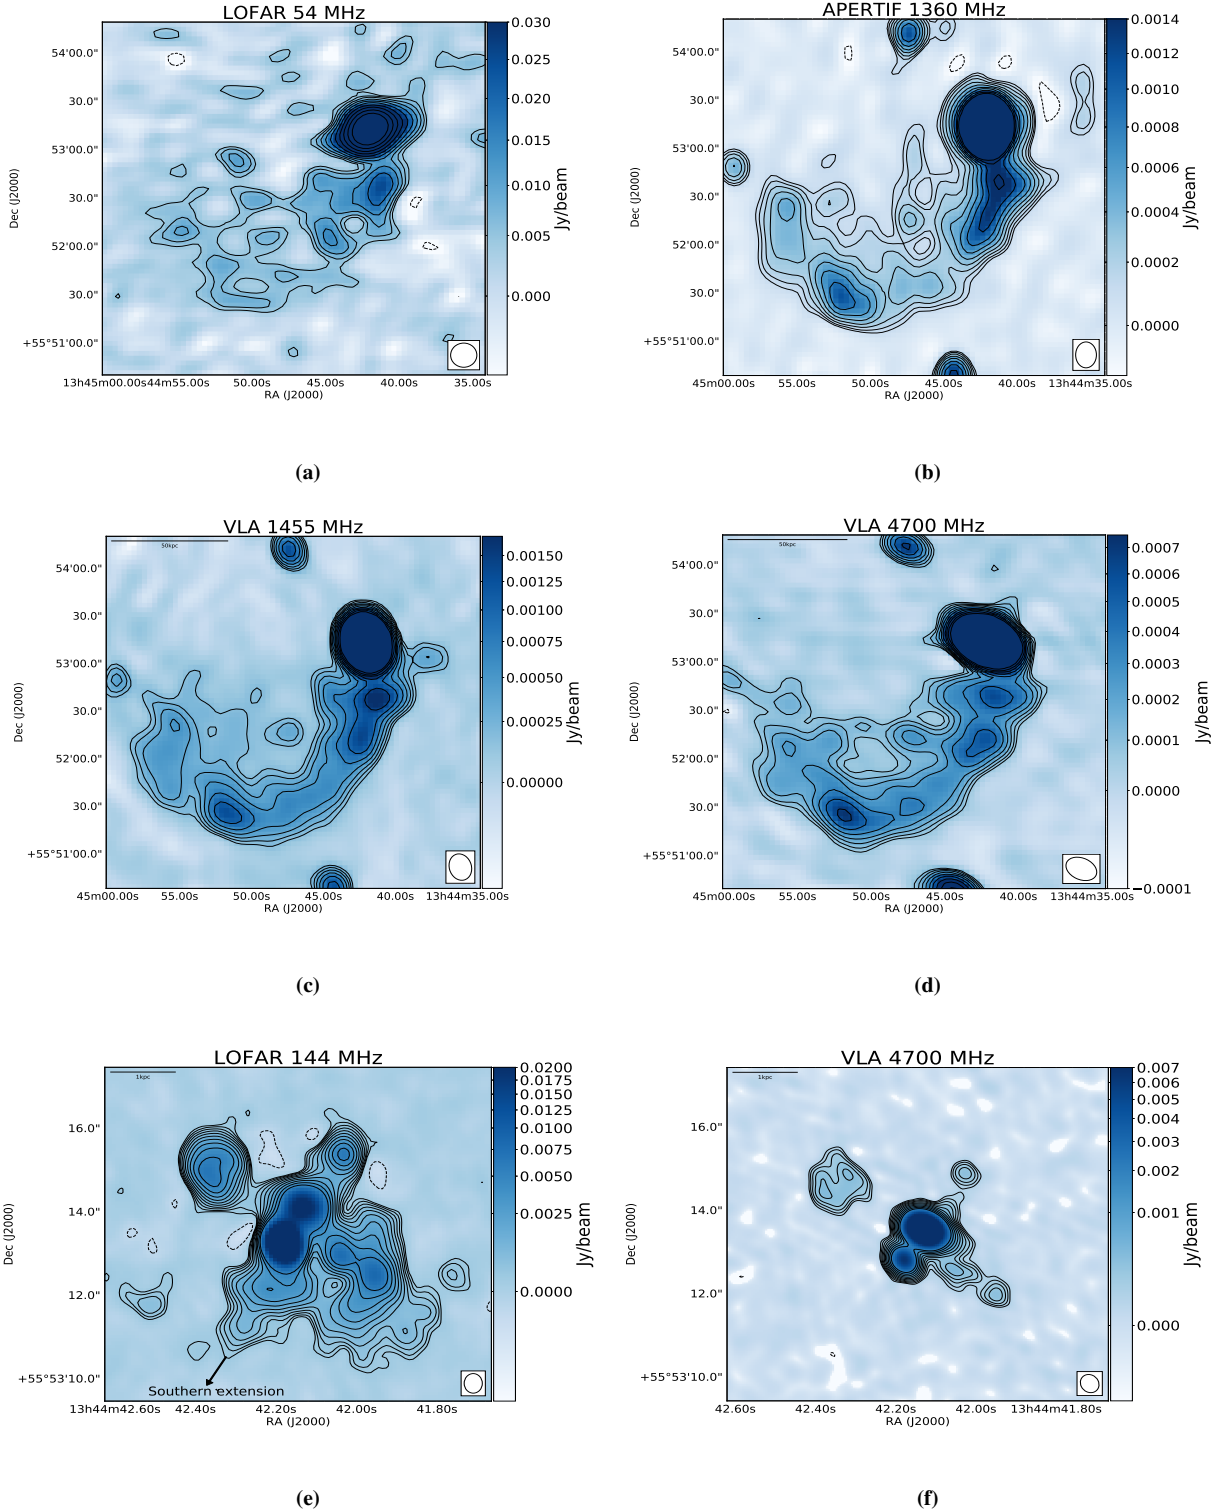 LOFAR 54 MHz
0.030
0.025
0.020
0.015
0.010
0.005
0.000
Jy/beam
54'00.0"
30.0"
53'00.0"
30.0"
52'00.0"
30.0"
+55°51'00.0"
Dec (J2000)
13h45m00.00s44m55.00s 50.00s 45.00s 40.00s 35.00s
RA (J2000)
(a)
APERTIF 1360 MHz
0.0014
0.0012
0.0010
0.0008
0.0006
0.0004
0.0002
0.0000
Jy/beam
54'00.0"
30.0"
53'00.0"
30.0"
52'00.0"
30.0"
+55°51'00.0"
Dec (J2000)
45m00.00s 55.00s 50.00s 45.00s 40.00s 13h44m35.00s
RA (J2000)
(b)
VLA 1455 MHz
50kpc
0.00150
0.00125
0.00100
0.00075
0.00050
0.00025
0.00000
Jy/beam
54'00.0"
30.0"
53'00.0"
30.0"
52'00.0"
30.0"
+55°51'00.0"
Dec (J2000)
45m00.00s 55.00s 50.00s 45.00s 40.00s 13h44m35.00s
RA (J2000)
(c)
VLA 4700 MHz
50kpc
0.0007
0.0006
0.0005
0.0004
0.0003
0.0002
0.0001
0.0000
−0.0001
Jy/beam
54'00.0"
30.0"
53'00.0"
30.0"
52'00.0"
30.0"
+55°51'00.0"
Dec (J2000)
45m00.00s 55.00s 50.00s 45.00s 40.00s 13h44m35.00s
RA (J2000)
(d)
LOFAR 144 MHz
1kpc
0.0200
0.0175
0.0150
0.0125
0.0100
0.0075
0.0050
0.0025
0.0000
Jy/beam
16.0"
14.0"
12.0"
+55°53'10.0"
Dec (J2000)
Southern extension
13h44m42.60s 42.40s 42.20s 42.00s 41.80s
RA (J2000)
(e)
VLA 4700 MHz
1kpc
0.007
0.006
0.005
0.004
0.003
0.002
0.001
0.000
Jy/beam
16.0"
14.0"
12.0"
+55°53'10.0"
Dec (J2000)
42.60s 42.40s 42.20s 42.00s 13h44m41.80s
RA (J2000)
(f)